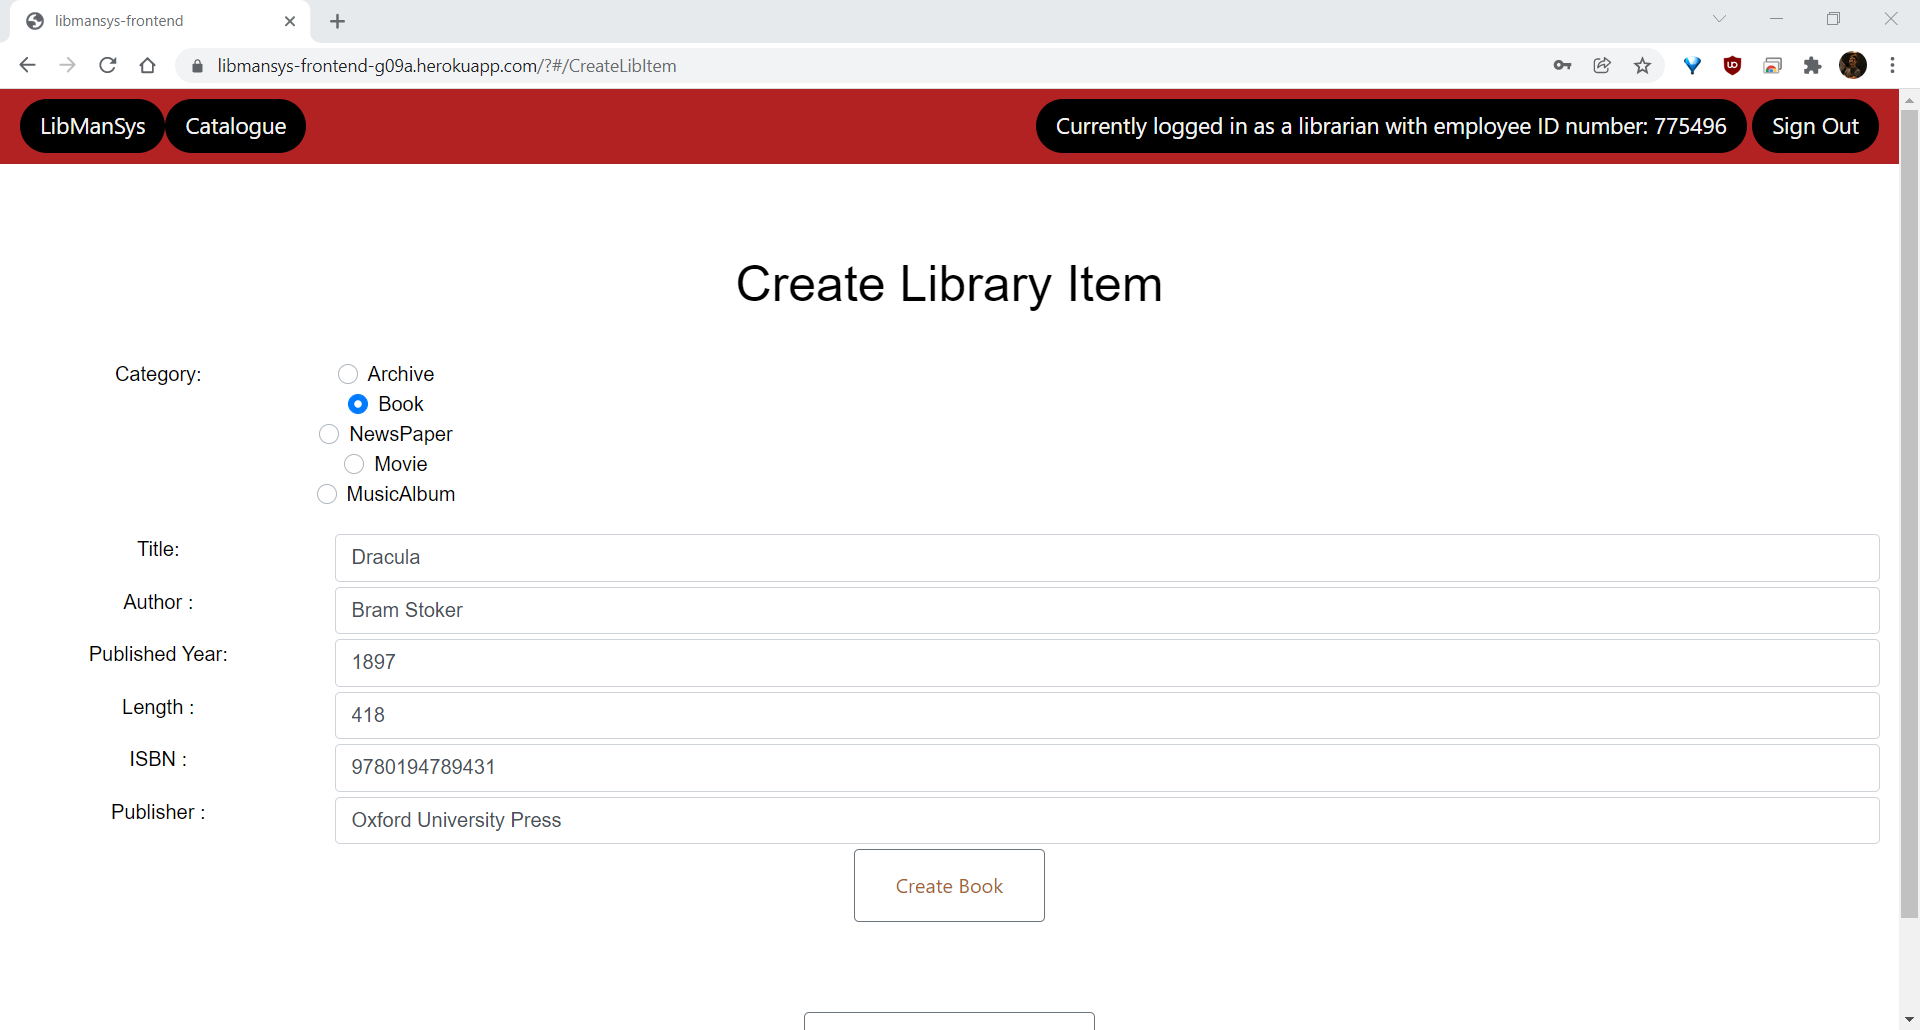 libmansys-frontend
libmansys-frontend-g09a.herokuapp.com/?#/CreateLibItem
LibManSys Catalogue Currently logged in as a librarian with employee ID number: 775496 Sign Out
Create Library Item
Category: Archive
Book
NewsPaper
Movie
MusicAlbum
Title: Dracula
Author : Bram Stoker
Published Year: 1897
Length : 418
ISBN : 9780194789431
Publisher : Oxford University Press
Create Book